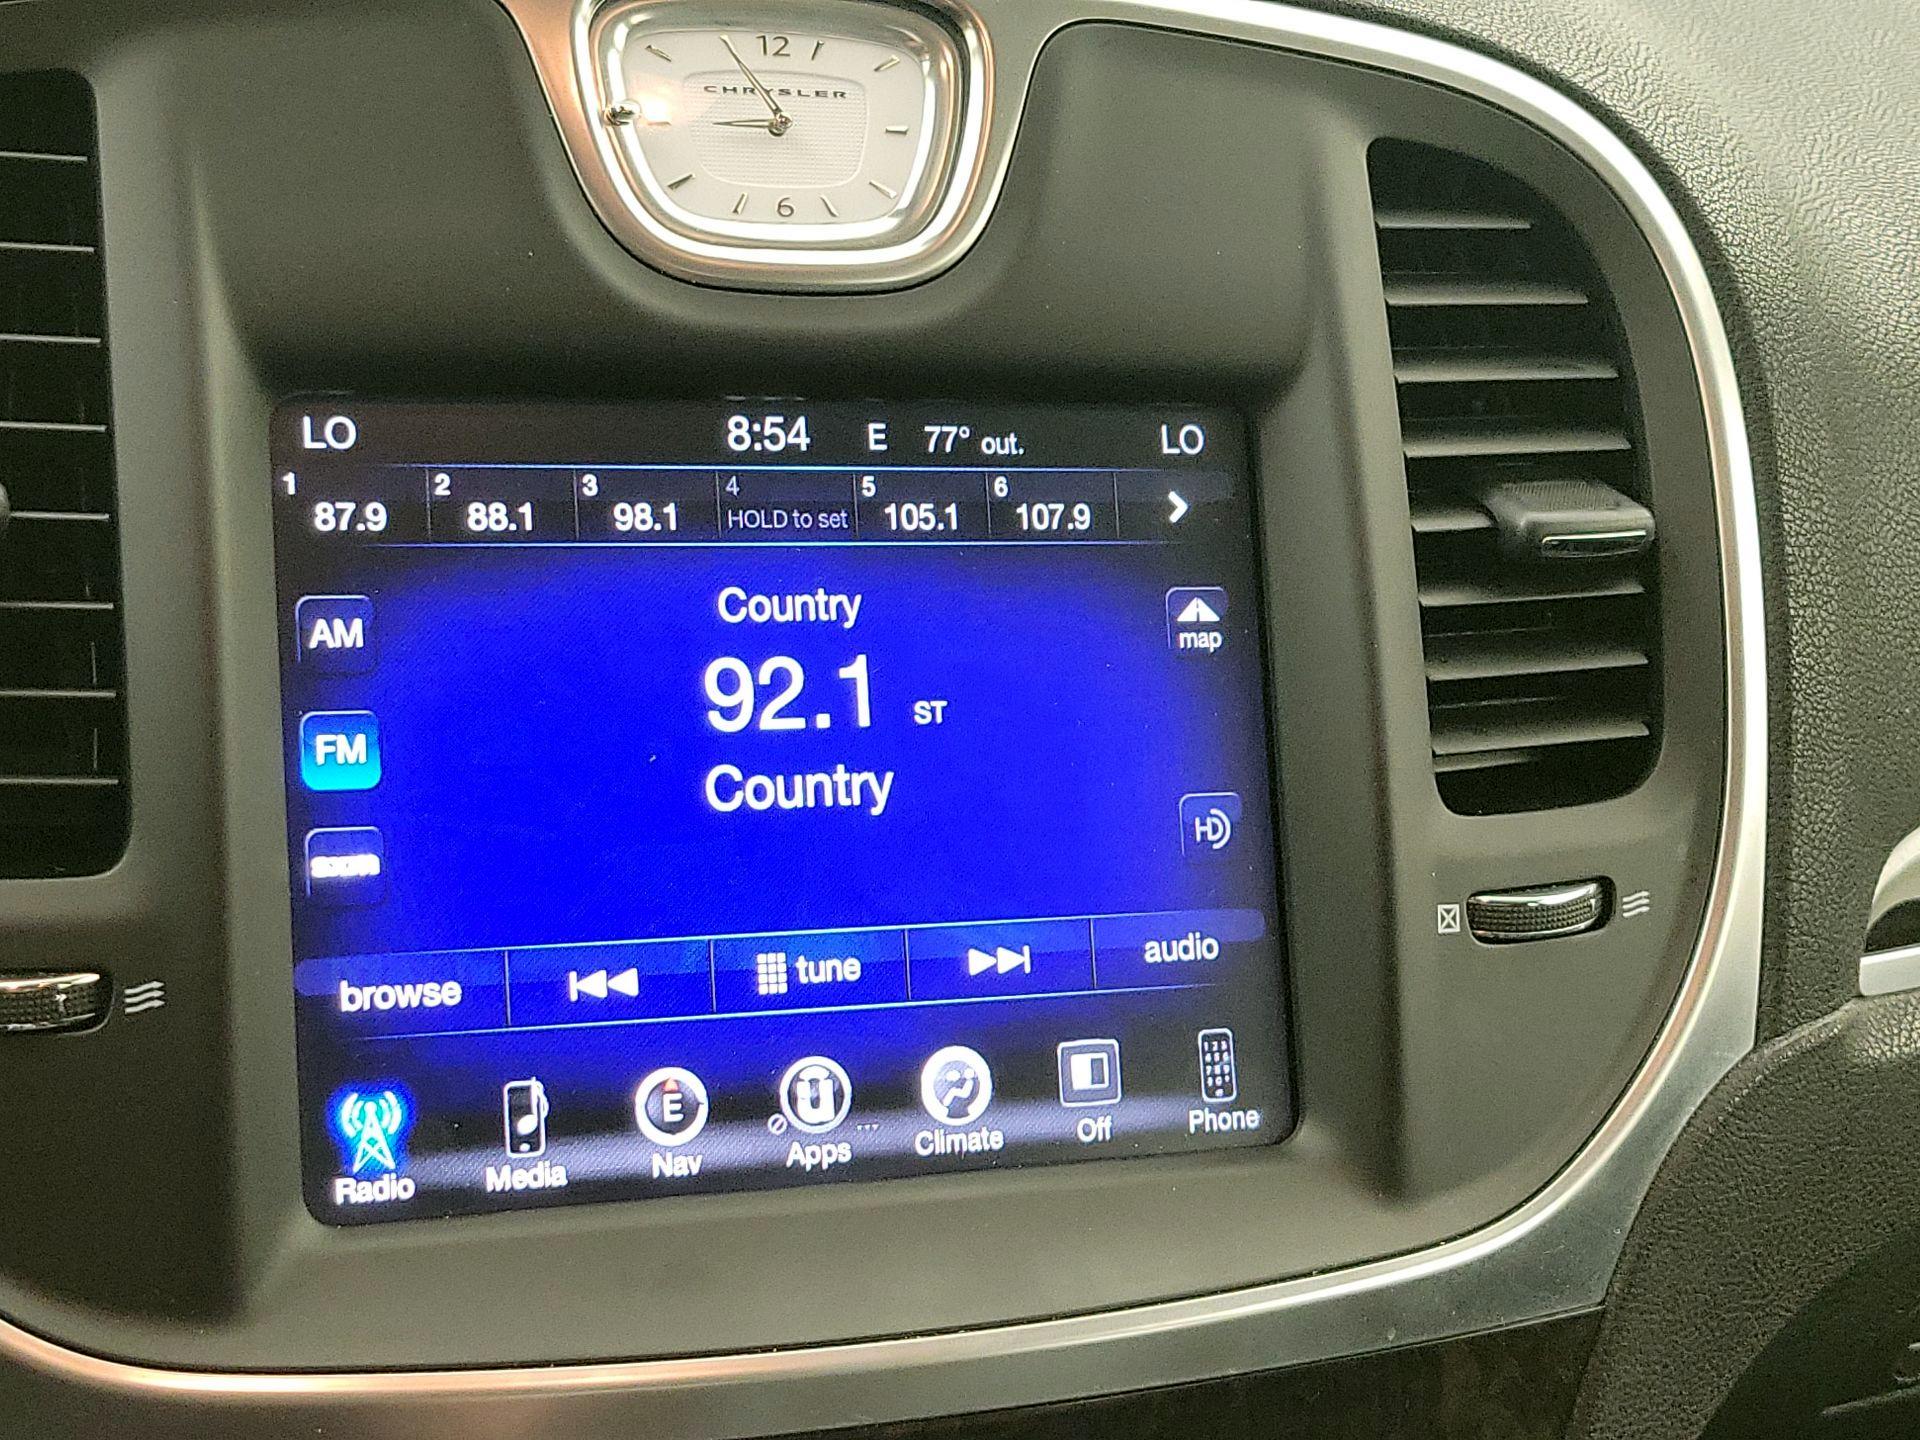 12
CHRYSLER
6
LO 8:54 E 77° out. LO
1 2 3 4 5 6
87.9 88.1 98.1 HOLD to set 105.1 107.9
Country
AM
map
92.1 ST
FM
Country
HD
browse tune audio
E
Radio Media Nav Apps Climate Off Phone